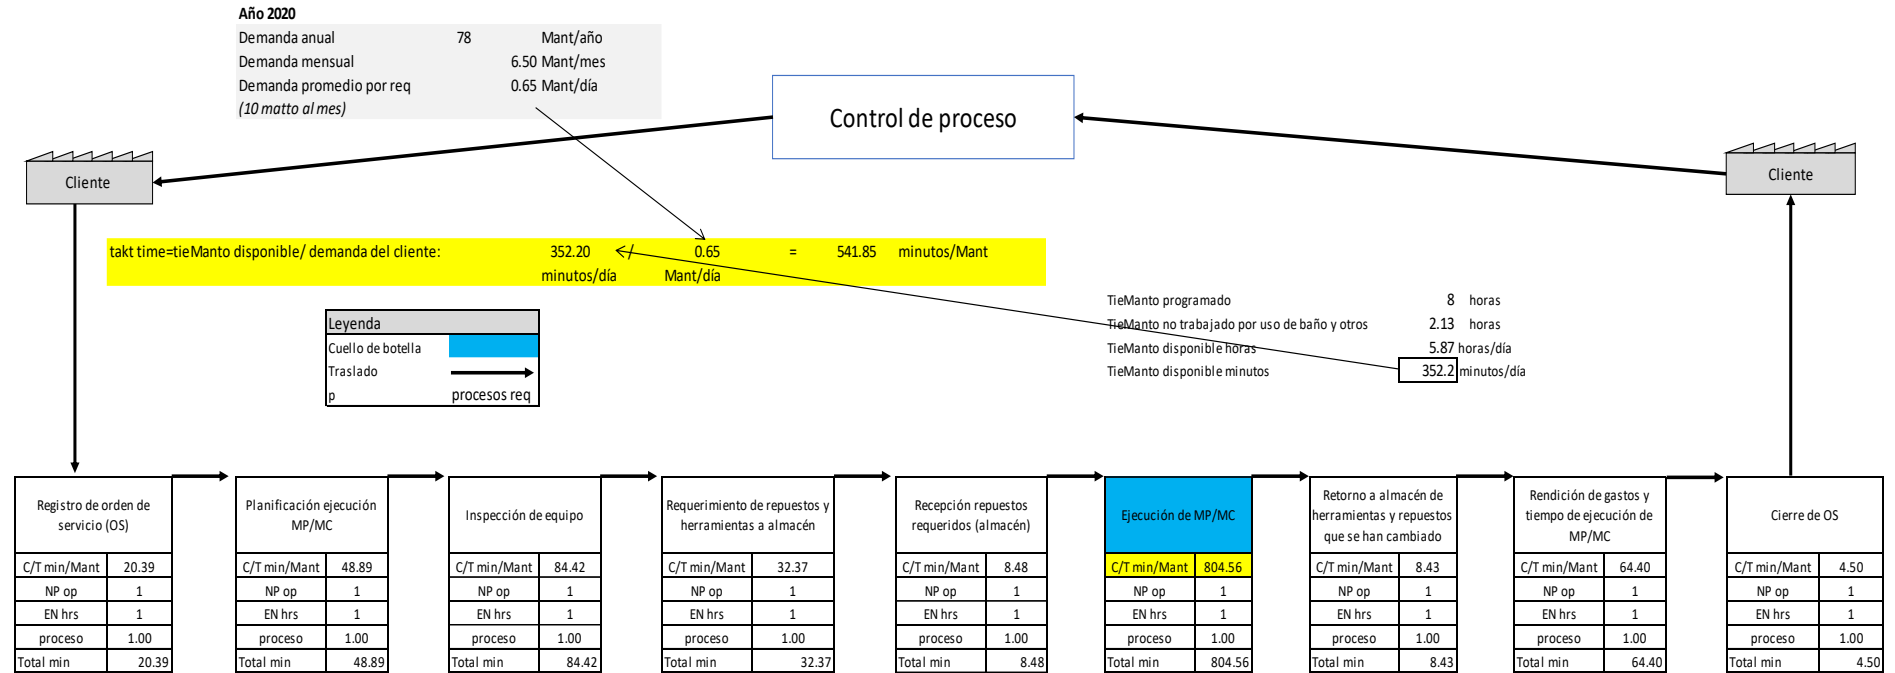 Año 2020
Demanda anual 78 Mant/año
Demanda mensual 6.50 Mant/mes
Demanda promedio por req 0.65 Mant/día
(10 matto al mes)
Control de proceso
Cliente
Cliente
takt time=tieManto disponible/ demanda del cliente: 352.20 / 0.65 = 541.85 minutos/Mant
minutos/día Mant/día
TieManto programado 8 horas
TieManto no trabajado por uso de baño y otros 2.13 horas
TieManto disponible horas 5.87 horas/día
TieManto disponible minutos 352.2 minutos/día
Leyenda
Cuello de botella
Traslado
p procesos req
Registro de orden de
servicio (OS)
C/T min/Mant 20.39
NP op 1
EN hrs 1
proceso 1.00
Total min 20.39
Planificación ejecución
MP/MC
C/T min/Mant 48.89
NP op 1
EN hrs 1
proceso 1.00
Total min 48.89
Inspección de equipo
C/T min/Mant 84.42
NP op 1
EN hrs 1
proceso 1.00
Total min 84.42
Requerimiento de repuestos y
herramientas a almacén
C/T min/Mant 32.37
NP op 1
EN hrs 1
proceso 1.00
Total min 32.37
Recepción repuestos
requeridos (almacén)
C/T min/Mant 8.48
NP op 1
EN hrs 1
proceso 1.00
Total min 8.48
Ejecución de MP/MC
C/T min/Mant 804.56
NP op 1
EN hrs 1
proceso 1.00
Total min 804.56
Retorno a almacén de
herramientas y repuestos
que se han cambiado
C/T min/Mant 8.43
NP op 1
EN hrs 1
proceso 1.00
Total min 8.43
Rendición de gastos y
tiempo de ejecución de
MP/MC
C/T min/Mant 64.40
NP op 1
EN hrs 1
proceso 1.00
Total min 64.40
Cierre de OS
C/T min/Mant 4.50
NP op 1
EN hrs 1
proceso 1.00
Total min 4.50